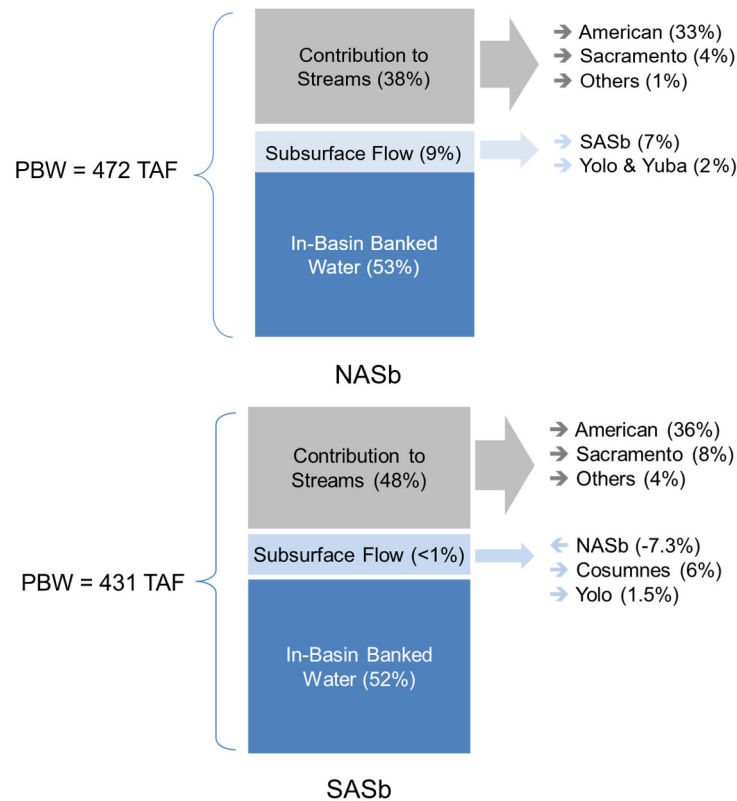 PBW = 472 TAF
Contribution to
Streams (38%)
➔ American (33%)
➔ Sacramento (4%)
➔ Others (1%)
Subsurface Flow (9%)
➔ SASb (7%)
➔ Yolo & Yuba (2%)
In-Basin Banked
Water (53%)
NASb
PBW = 431 TAF
Contribution to
Streams (48%)
➔ American (36%)
➔ Sacramento (8%)
➔ Others (4%)
Subsurface Flow (<1%)
← NASb (-7.3%)
➔ Cosumnes (6%)
➔ Yolo (1.5%)
In-Basin Banked
Water (52%)
SASb